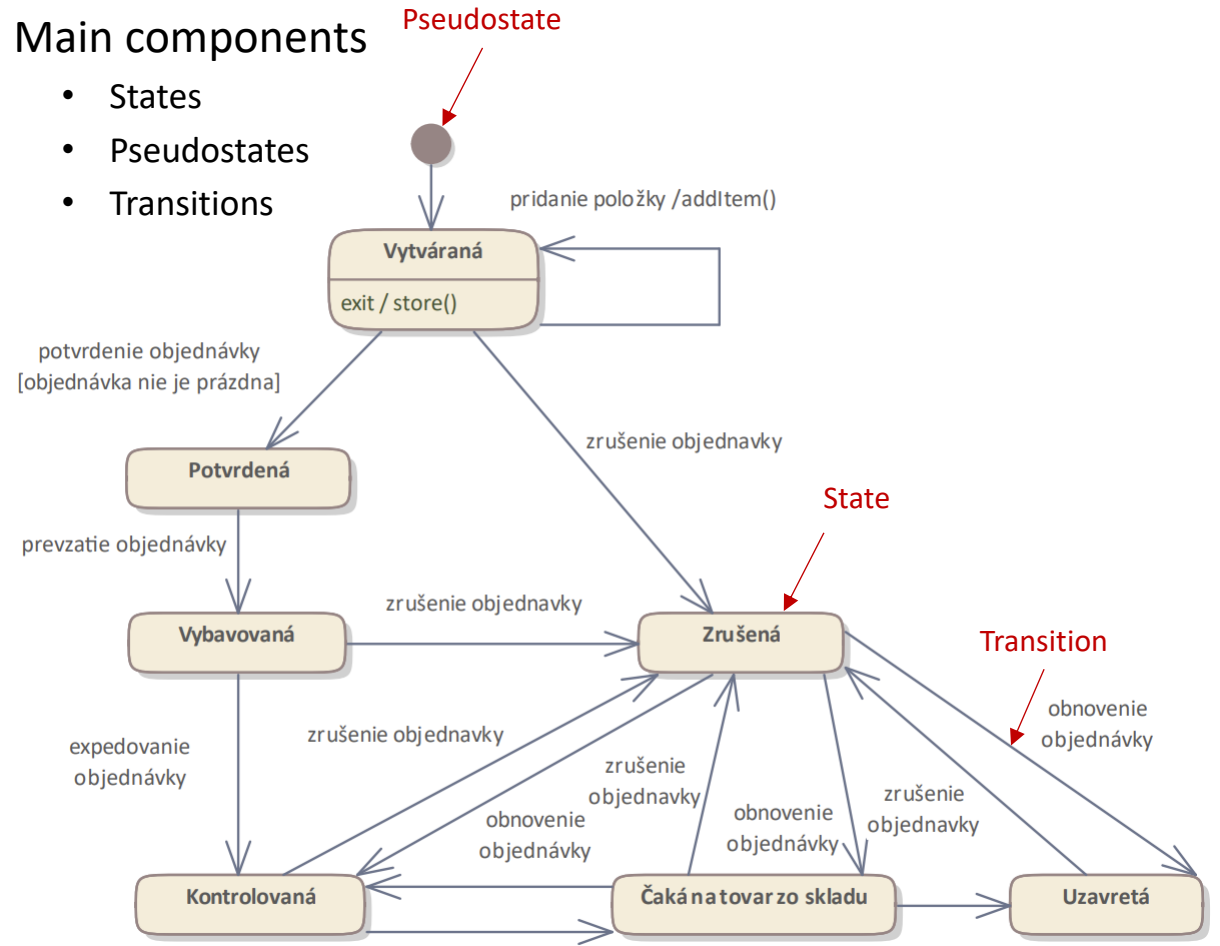 Main components
• States
• Pseudostates
• Transitions
Pseudostate
pridanie položky /addItem()
Vytváraná
exit / store()
potvrdenie objednávky
[objednávka nie je prázdna]
zrušenie objednavky
Potvrdená
State
prevzatie objednávky
zrušenie objednavky
Vybavovaná
Zrušená
Transition
obnovenie
objednávky
zrušenie objednavky
expedovanie
objednávky
zrušenie
objednavky
obnovenie
objednávky
obnovenie
objednávky
zrušenie
objednavky
Kontrolovaná
Čaká na tovar zo skladu
Uzavretá